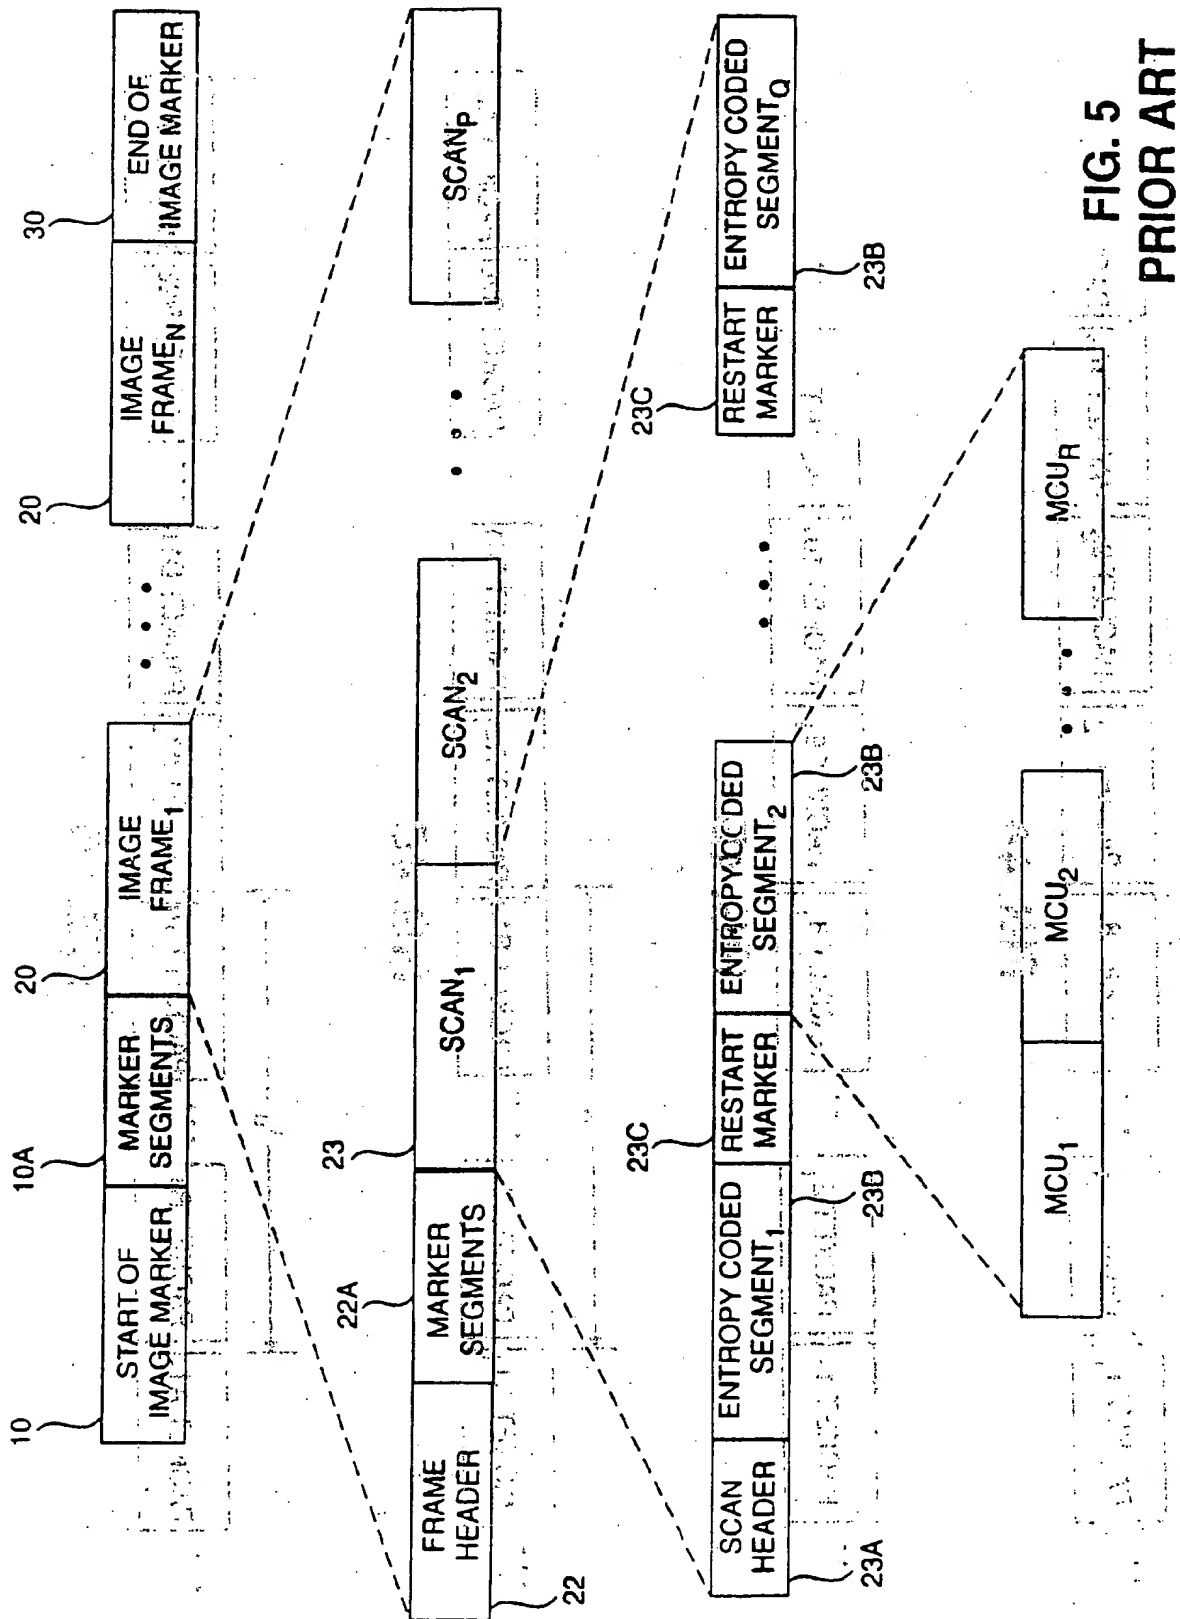 10
START OF
IMAGE MARKER
10A
MARKER
SEGMENTS
20
IMAGE
FRAME1
20
IMAGE
FRAMEN
30
END OF
IMAGE MARKER
22
FRAME
HEADER
22A
MARKER
SEGMENTS
23
SCAN1
SCAN2
SCANP
23A
SCAN
HEADER
ENTROPY CODED
SEGMENT1
23B
23C
RESTART
MARKER
ENTROPY CODED
SEGMENT2
23B
23C
RESTART
MARKER
ENTROPY CODED
SEGMENTQ
23B
MCU1
MCU2
MCUR
FIG. 5
PRIOR ART